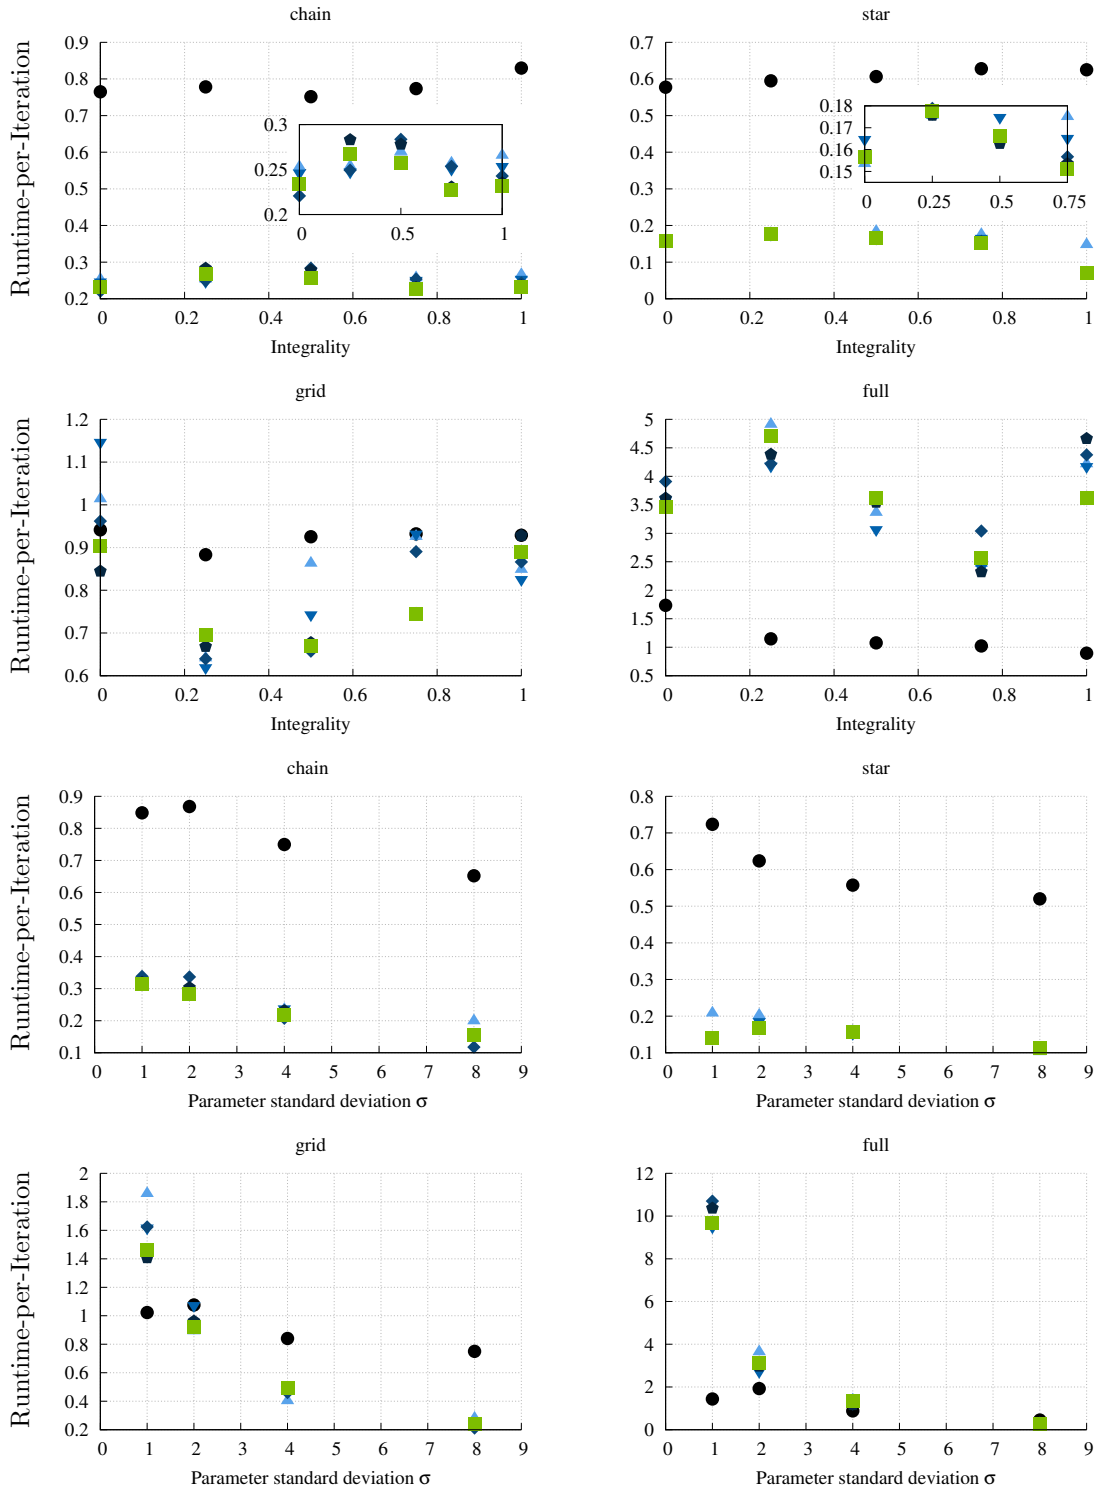 chain
Runtime-per-Iteration
0.9
0.8
0.7
0.6
0.5
0.4
0.3
0.2
0 0.2 0.4 0.6 0.8 1
0.3
0.25
0.2
0 0.5 1
Integrality
star
0.7
0.6
0.5
0.4
0.3
0.2
0.1
0
0 0.2 0.4 0.6 0.8 1
0.18
0.17
0.16
0.15
0 0.25 0.5 0.75
Integrality
grid
Runtime-per-Iteration
1.2
1.1
1
0.9
0.8
0.7
0.6
0 0.2 0.4 0.6 0.8 1
Integrality
full
5
4.5
4
3.5
3
2.5
2
1.5
1
0.5
0 0.2 0.4 0.6 0.8 1
Integrality
chain
Runtime-per-Iteration
0.9
0.8
0.7
0.6
0.5
0.4
0.3
0.2
0.1
0 1 2 3 4 5 6 7 8 9
Parameter standard deviation σ
star
0.8
0.7
0.6
0.5
0.4
0.3
0.2
0.1
0 1 2 3 4 5 6 7 8 9
Parameter standard deviation σ
grid
Runtime-per-Iteration
2
1.8
1.6
1.4
1.2
1
0.8
0.6
0.4
0.2
0 1 2 3 4 5 6 7 8 9
Parameter standard deviation σ
full
12
10
8
6
4
2
0
0 1 2 3 4 5 6 7 8 9
Parameter standard deviation σ